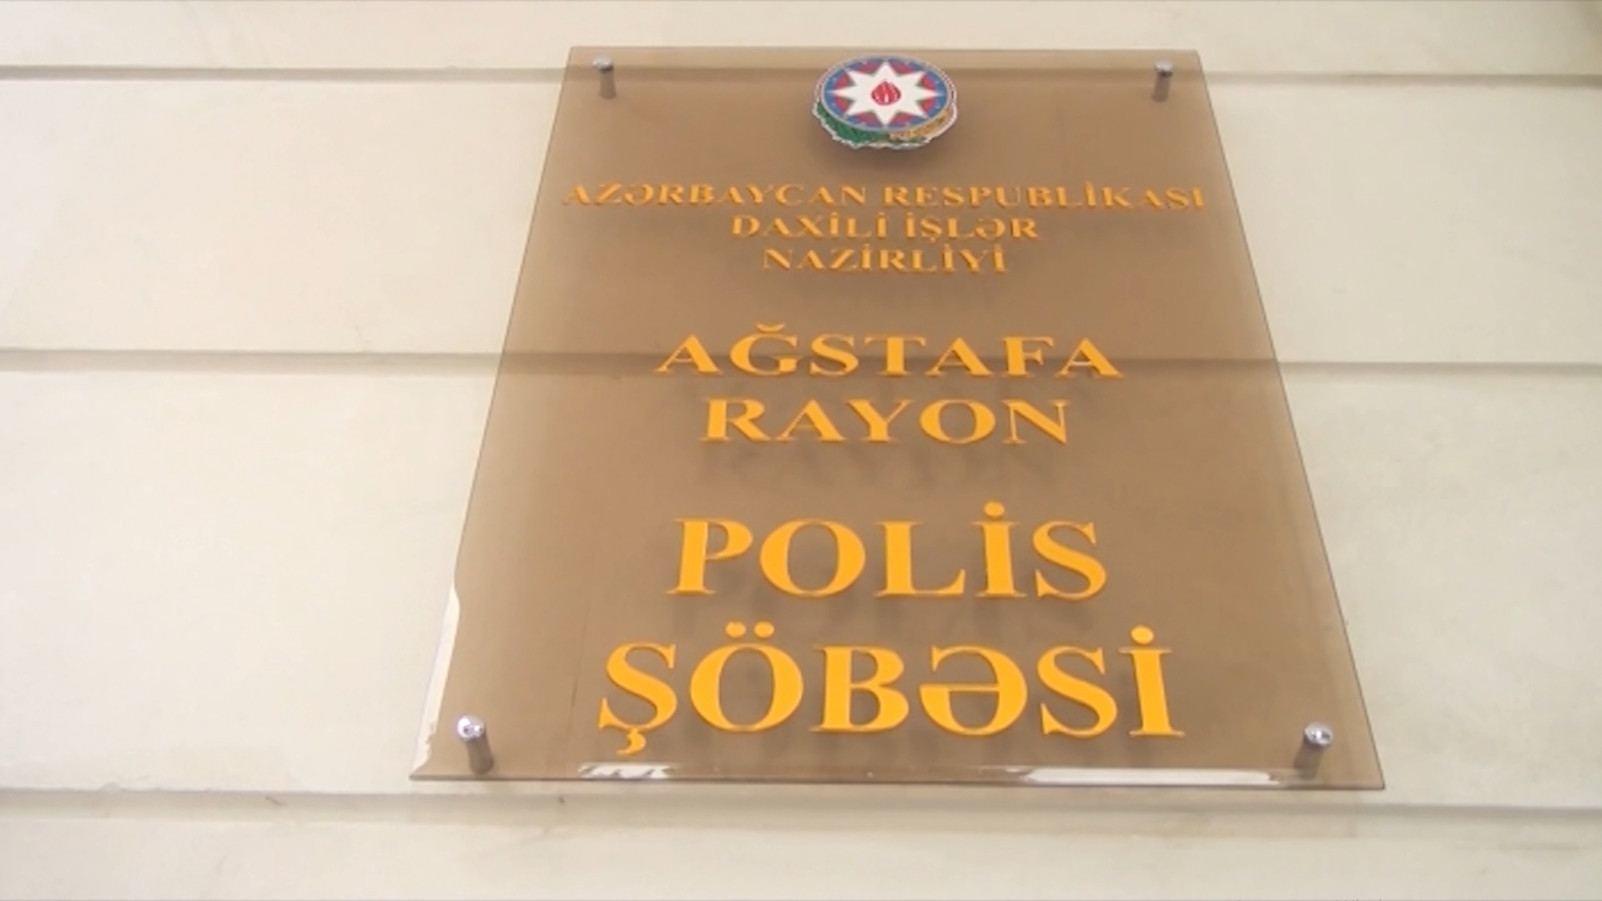 AZƏRBAYCAN RESPUBLİKASI
DAXİLİ İŞLƏR
NAZİRLİYİ
AĞSTAFA
RAYON
POLİS
ŞÖBƏSİ